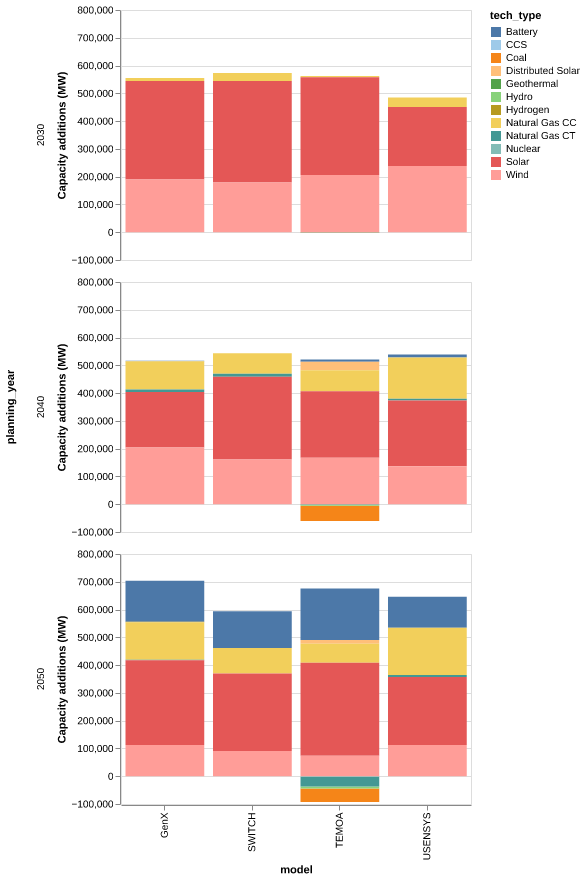 tech_type
Battery
CCS
Coal
Distributed Solar
Geothermal
Hydro
Hydrogen
Natural Gas CC
Natural Gas CT
Nuclear
Solar
Wind
planning_year
2030
Capacity additions (MW)
800,000
700,000
600,000
500,000
400,000
300,000
200,000
100,000
0
−100,000
2040
Capacity additions (MW)
800,000
700,000
600,000
500,000
400,000
300,000
200,000
100,000
0
−100,000
2050
Capacity additions (MW)
800,000
700,000
600,000
500,000
400,000
300,000
200,000
100,000
0
−100,000
GenX
SWITCH
TEMOA
USENSYS
model